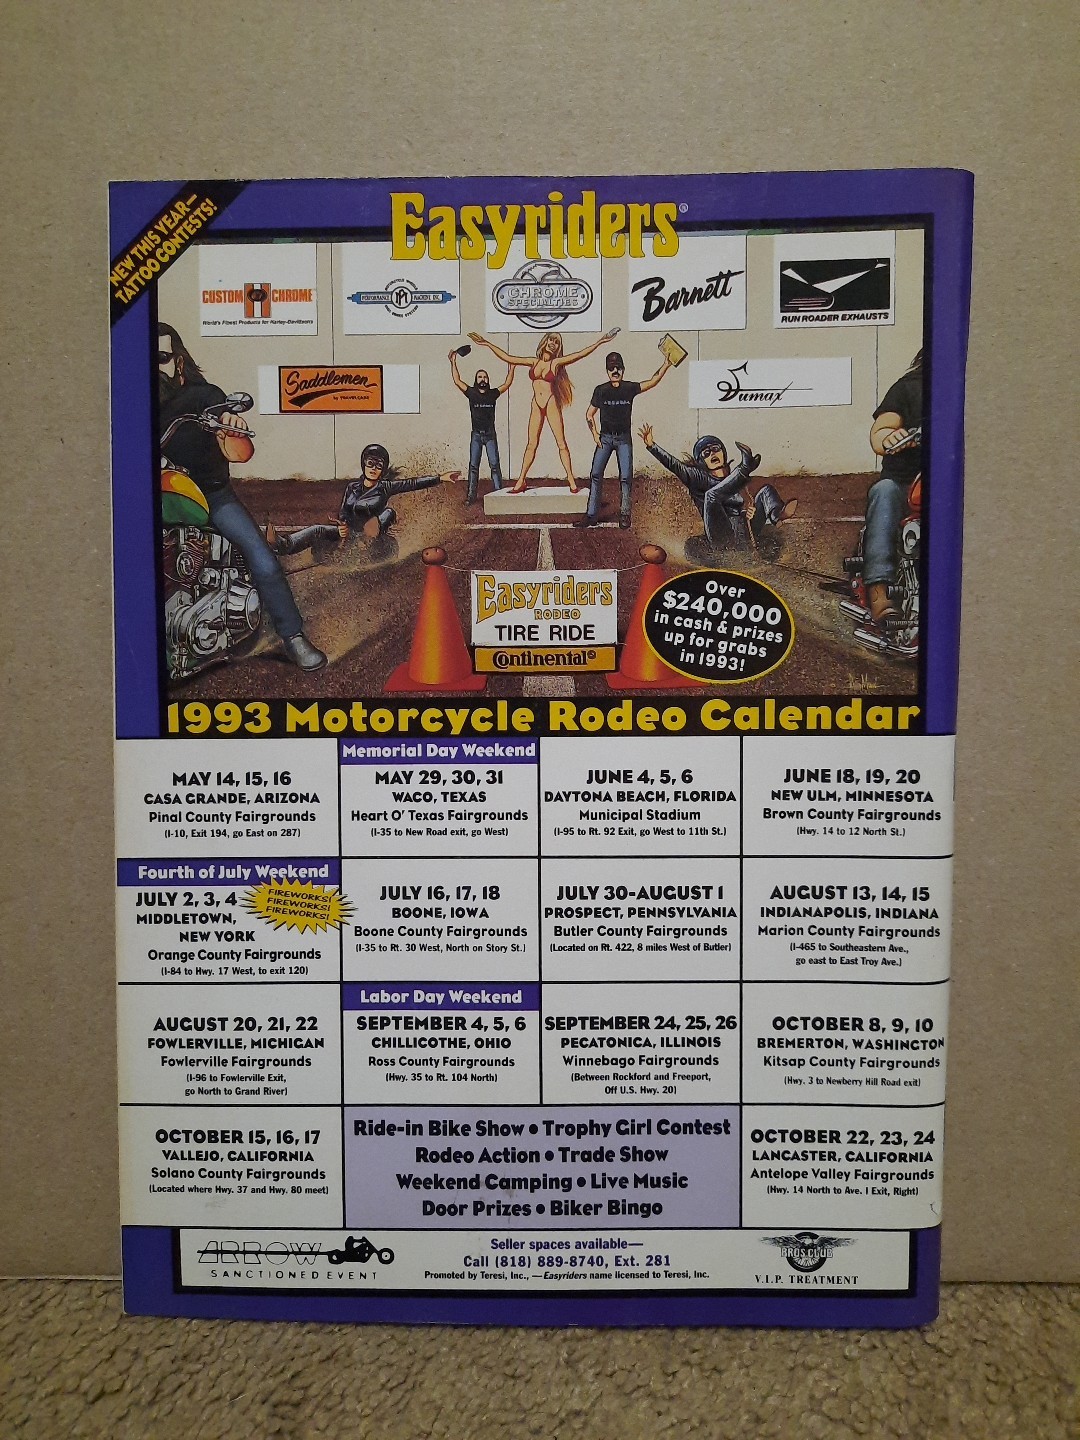 NEW THIS YEAR—
TATTOO CONTESTS!
Easyriders®
CUSTOM CHROME
World's Finest Products for Harley-Davidsons
PERFORMANCE MACHINE INC.
CHROME
SPECIALTIES
Barnett
RUN ROADER EXHAUSTS
Saddlemen
by TRAVELCADE
Sumax
Easyriders
RODEO
TIRE RIDE
Continental®
Over
$240,000
in cash & prizes
up for grabs
in 1993!
1993 Motorcycle Rodeo Calendar
MAY 14, 15, 16
CASA GRANDE, ARIZONA
Pinal County Fairgrounds
(I-10, Exit 194, go East on 287)
Memorial Day Weekend
MAY 29, 30, 31
WACO, TEXAS
Heart O' Texas Fairgrounds
(I-35 to New Road exit, go West)
JUNE 4, 5, 6
DAYTONA BEACH, FLORIDA
Municipal Stadium
(I-95 to Rt. 92 Exit, go West to 11th St.)
JUNE 18, 19, 20
NEW ULM, MINNESOTA
Brown County Fairgrounds
(Hwy. 14 to 12 North St.)
Fourth of July Weekend
JULY 2, 3, 4
FIREWORKS!
FIREWORKS!
FIREWORKS!
MIDDLETOWN,
NEW YORK
Orange County Fairgrounds
(I-84 to Hwy. 17 West, to exit 120)
JULY 16, 17, 18
BOONE, IOWA
Boone County Fairgrounds
(I-35 to Rt. 30 West, North on Story St.)
JULY 30-AUGUST 1
PROSPECT, PENNSYLVANIA
Butler County Fairgrounds
(Located on Rt. 422, 8 miles West of Butler)
AUGUST 13, 14, 15
INDIANAPOLIS, INDIANA
Marion County Fairgrounds
(I-465 to Southeastern Ave.,
go east to East Troy Ave.)
AUGUST 20, 21, 22
FOWLERVILLE, MICHIGAN
Fowlerville Fairgrounds
(I-96 to Fowlerville Exit,
go North to Grand River)
Labor Day Weekend
SEPTEMBER 4, 5, 6
CHILLICOTHE, OHIO
Ross County Fairgrounds
(Hwy. 35 to Rt. 104 North)
SEPTEMBER 24, 25, 26
PECATONICA, ILLINOIS
Winnebago Fairgrounds
(Between Rockford and Freeport,
Off U.S. Hwy. 20)
OCTOBER 8, 9, 10
BREMERTON, WASHINGTON
Kitsap County Fairgrounds
(Hwy. 3 to Newberry Hill Road exit)
OCTOBER 15, 16, 17
VALLEJO, CALIFORNIA
Solano County Fairgrounds
(Located where Hwy. 37 and Hwy. 80 meet)
Ride-in Bike Show • Trophy Girl Contest
Rodeo Action • Trade Show
Weekend Camping • Live Music
Door Prizes • Biker Bingo
OCTOBER 22, 23, 24
LANCASTER, CALIFORNIA
Antelope Valley Fairgrounds
(Hwy. 14 North to Ave. I Exit, Right)
ARROW
SANCTIONED EVENT
Seller spaces available—
Call (818) 889-8740, Ext. 281
Promoted by Teresi, Inc., —Easyriders name licensed to Teresi, Inc.
PROS CLUB
V.I.P. TREATMENT